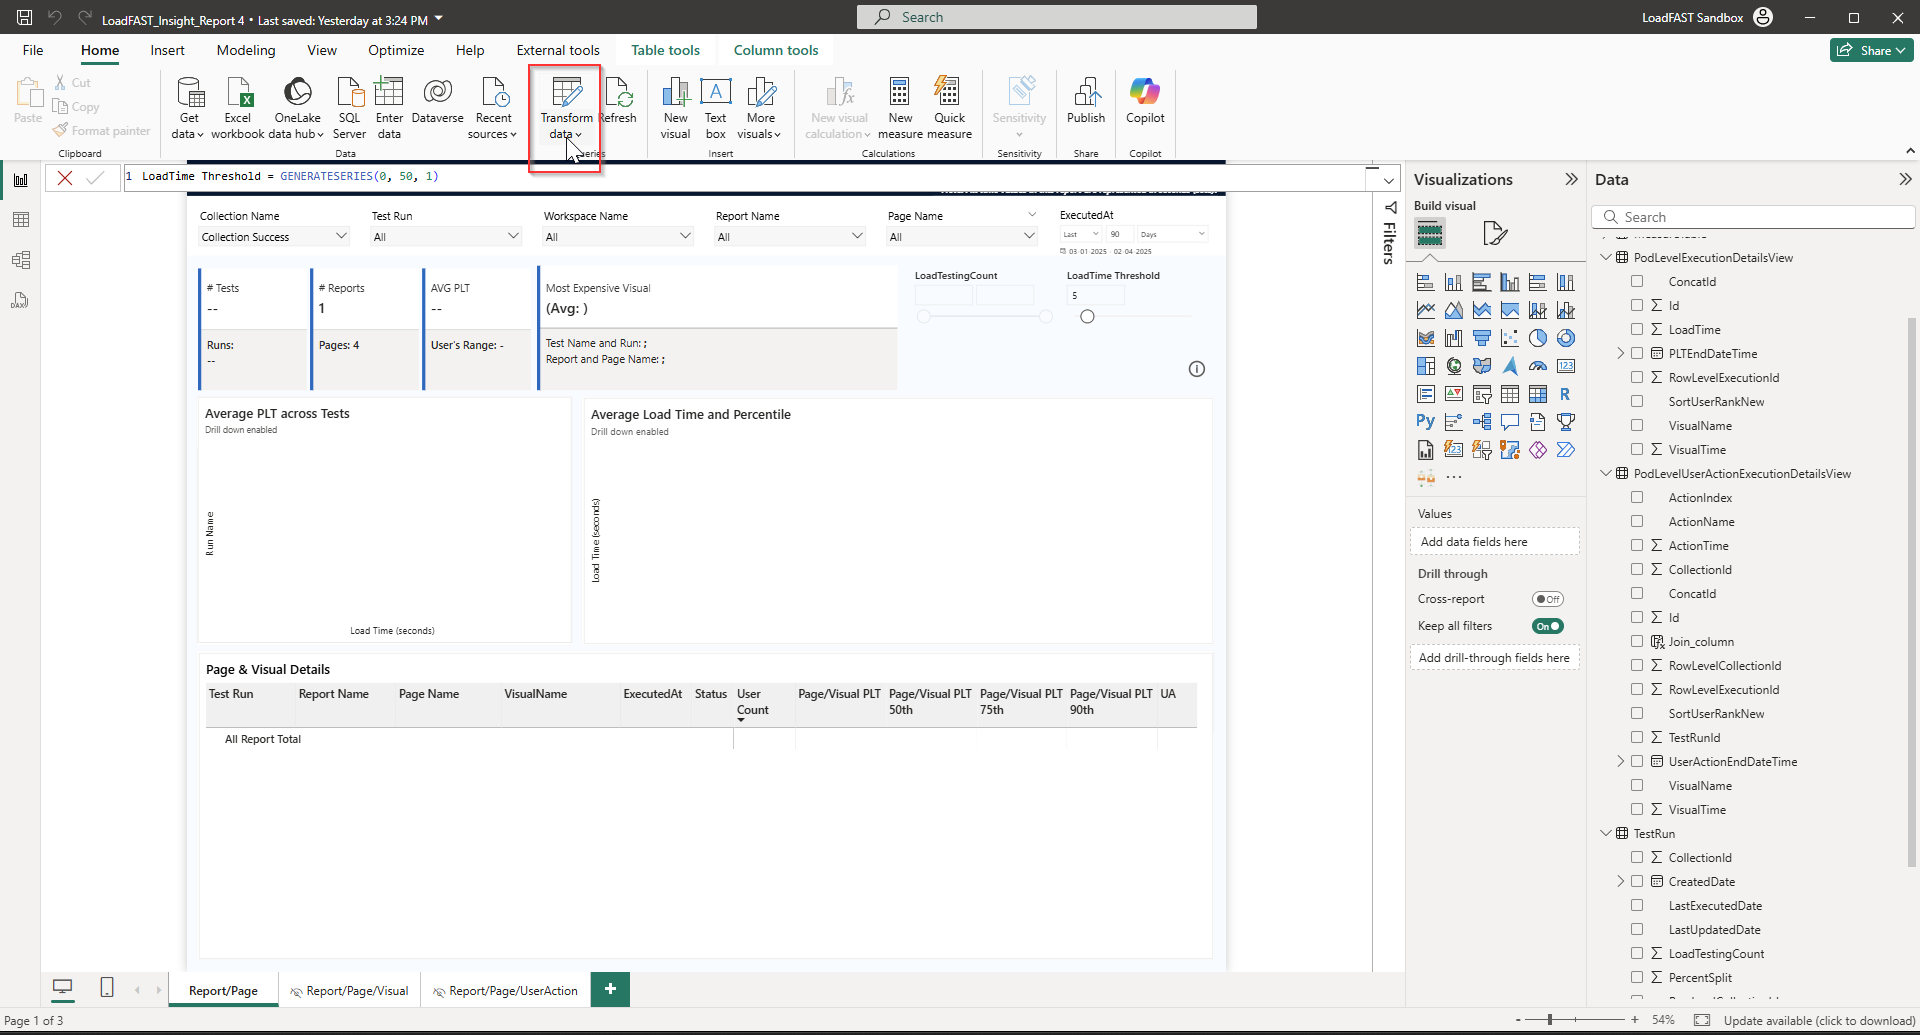 LoadFAST_Insight_Report 4 • Last saved: Yesterday at 3:24 PM
Search
LoadFAST Sandbox
File Home Insert Modeling View Optimize Help External tools Table tools Column tools
Share
Paste
Cut
Copy
Format painter
Clipboard
Get data
Excel workbook
OneLake data hub
SQL Server
Enter data
Dataverse
Recent sources
Data
Transform data
Refresh
New visual
Text box
More visuals
Insert
New visual calculation
New measure
Quick measure
Calculations
Sensitivity
Sensitivity
Publish
Share
Copilot
Copilot
1 LoadTime Threshold = GENERATESERIES(0, 50, 1)
Collection Name
Collection Success
Test Run
All
Workspace Name
All
Report Name
All
Page Name
All
ExecutedAt
Last 90 Days
03-01-2025 - 02-04-2025
# Tests
--
Runs:
--
# Reports
1
Pages: 4
AVG PLT
--
User's Range: -
Most Expensive Visual
(Avg: )
Test Name and Run: ;
Report and Page Name: ;
LoadTestingCount
LoadTime Threshold
5
Average PLT across Tests
Drill down enabled
Run Name
Load Time (seconds)
Average Load Time and Percentile
Drill down enabled
Load Time (seconds)
Page & Visual Details
Test Run Report Name Page Name VisualName ExecutedAt Status User Count Page/Visual PLT Page/Visual PLT 50th Page/Visual PLT 75th Page/Visual PLT 90th UA
All Report Total
Filters
Visualizations
Build visual
123
R
Py
123
Values
Add data fields here
Drill through
Cross-report
Off
Keep all filters
On
Add drill-through fields here
Data
Search
PodLevelExecutionDetailsView
ConcatId
Id
LoadTime
PLTEndDateTime
RowLevelExecutionId
SortUserRankNew
VisualName
VisualTime
PodLevelUserActionExecutionDetailsView
ActionIndex
ActionName
ActionTime
CollectionId
ConcatId
Id
Join_column
RowLevelCollectionId
RowLevelExecutionId
SortUserRankNew
TestRunId
UserActionEndDateTime
VisualName
VisualTime
TestRun
CollectionId
CreatedDate
LastExecutedDate
LastUpdatedDate
LoadTestingCount
PercentSplit
Report/Page
Report/Page/Visual
Report/Page/UserAction
+
Page 1 of 3
- + 54%
Update available (click to download)